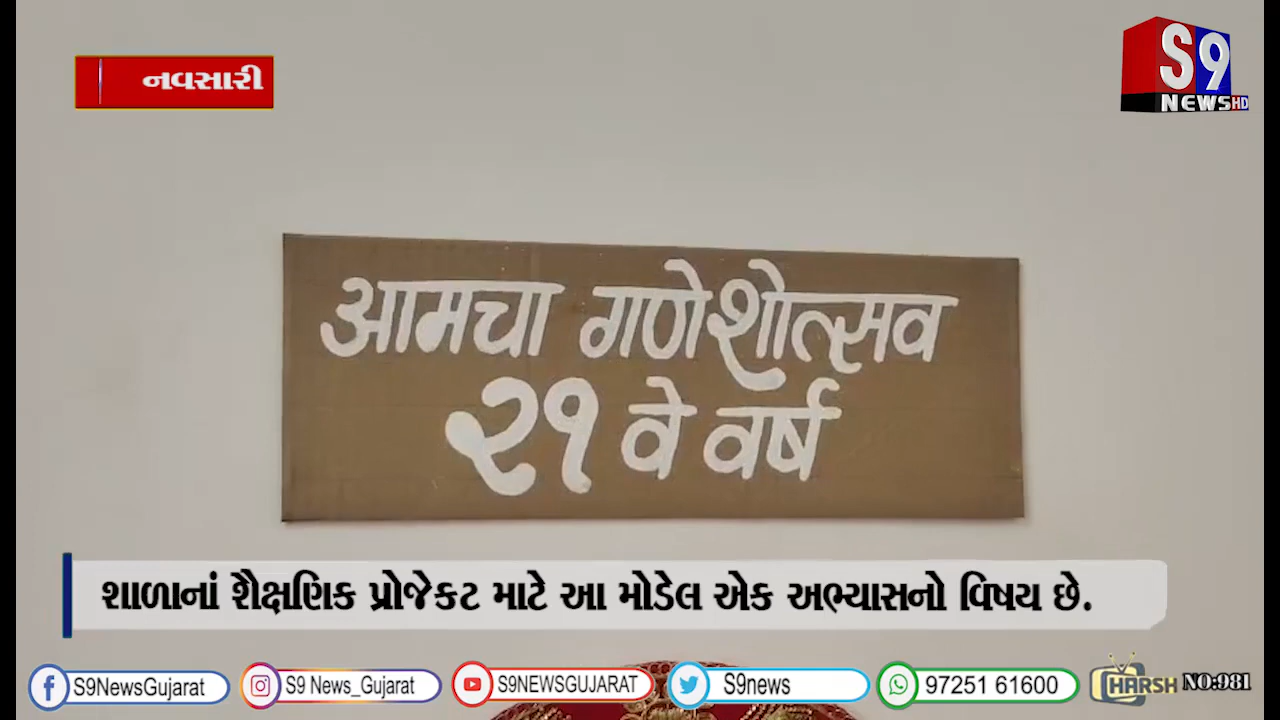 નવસારી
S9
NEWS HD
आमचा गणेशोत्सव
२१ वे वर्ष
શાળાનાં શૈક્ષણિક પ્રોજેકટ માટે આ મોડેલ એક અભ્યાસનો વિષય છે.
S9NewsGujarat
S9 News_Gujarat
S9NEWSGUJARAT
S9news
97251 61600
HARSH NO:981